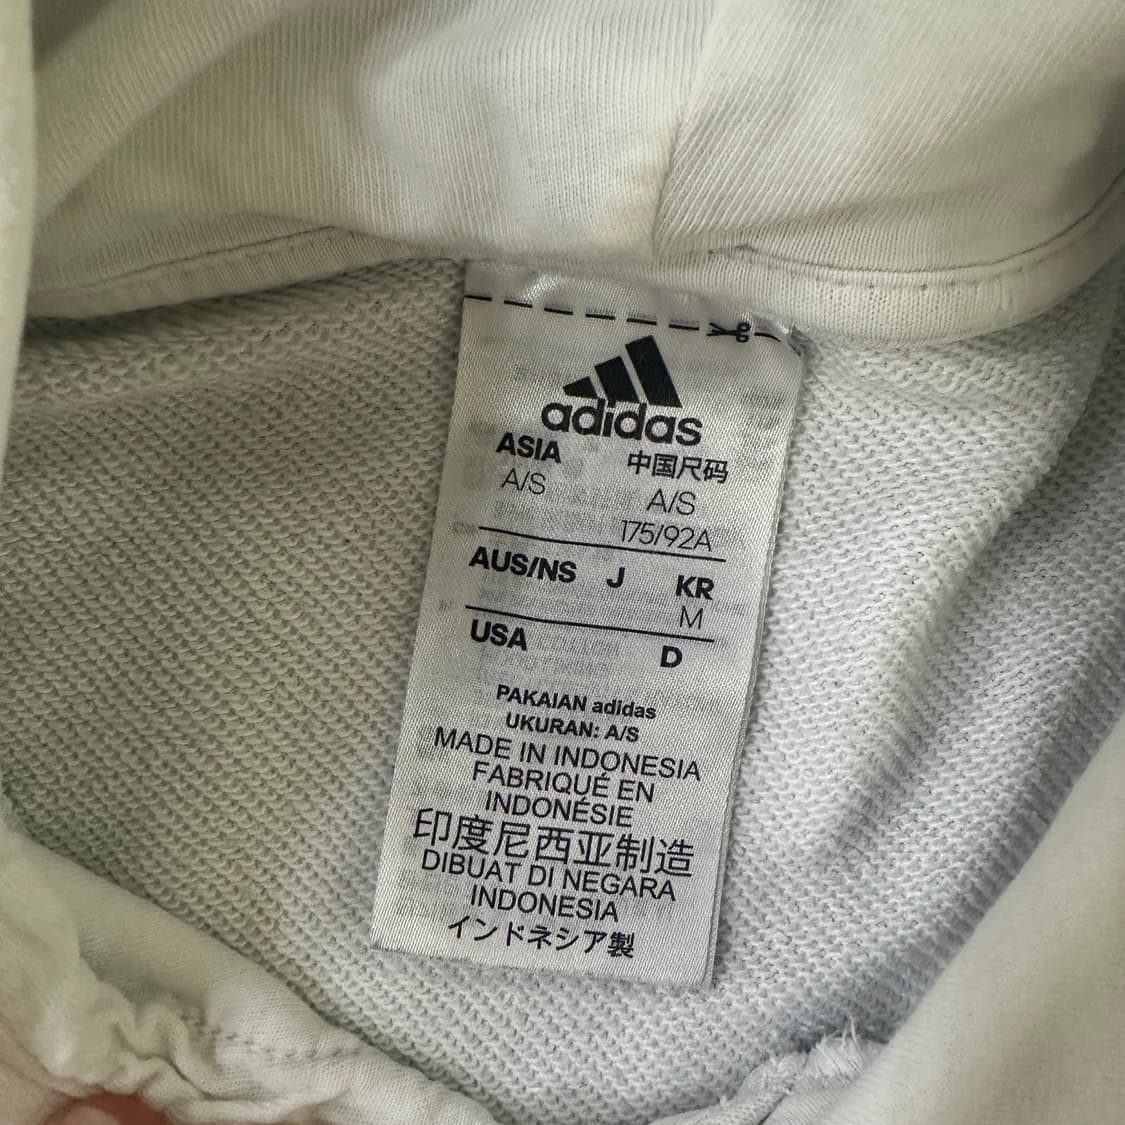 adidas
ASIA 中国尺码
A/S A/S
175/92A
AUS/NS J KR
M
USA D
PAKAIAN adidas
UKURAN: A/S
MADE IN INDONESIA
FABRIQUÉ EN
INDONÉSIE
印度尼西亚制造
DIBUAT DI NEGARA
INDONESIA
インドネシア製